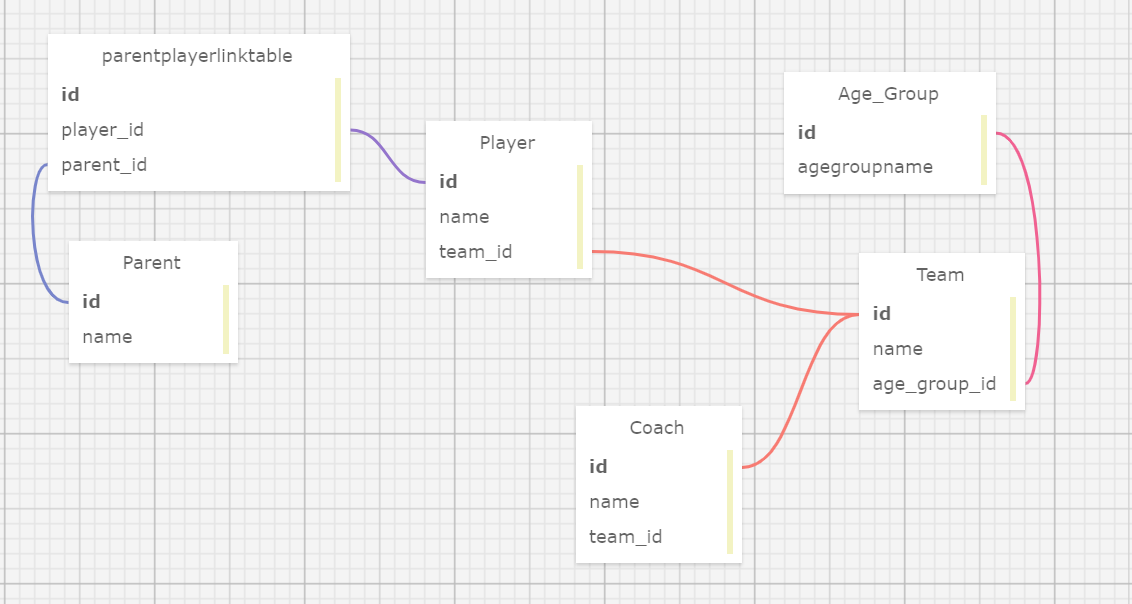 parentplayerlinktable
id
player_id
parent_id
Parent
id
name
Player
id
name
team_id
Age_Group
id
agegroupname
Team
id
name
age_group_id
Coach
id
name
team_id